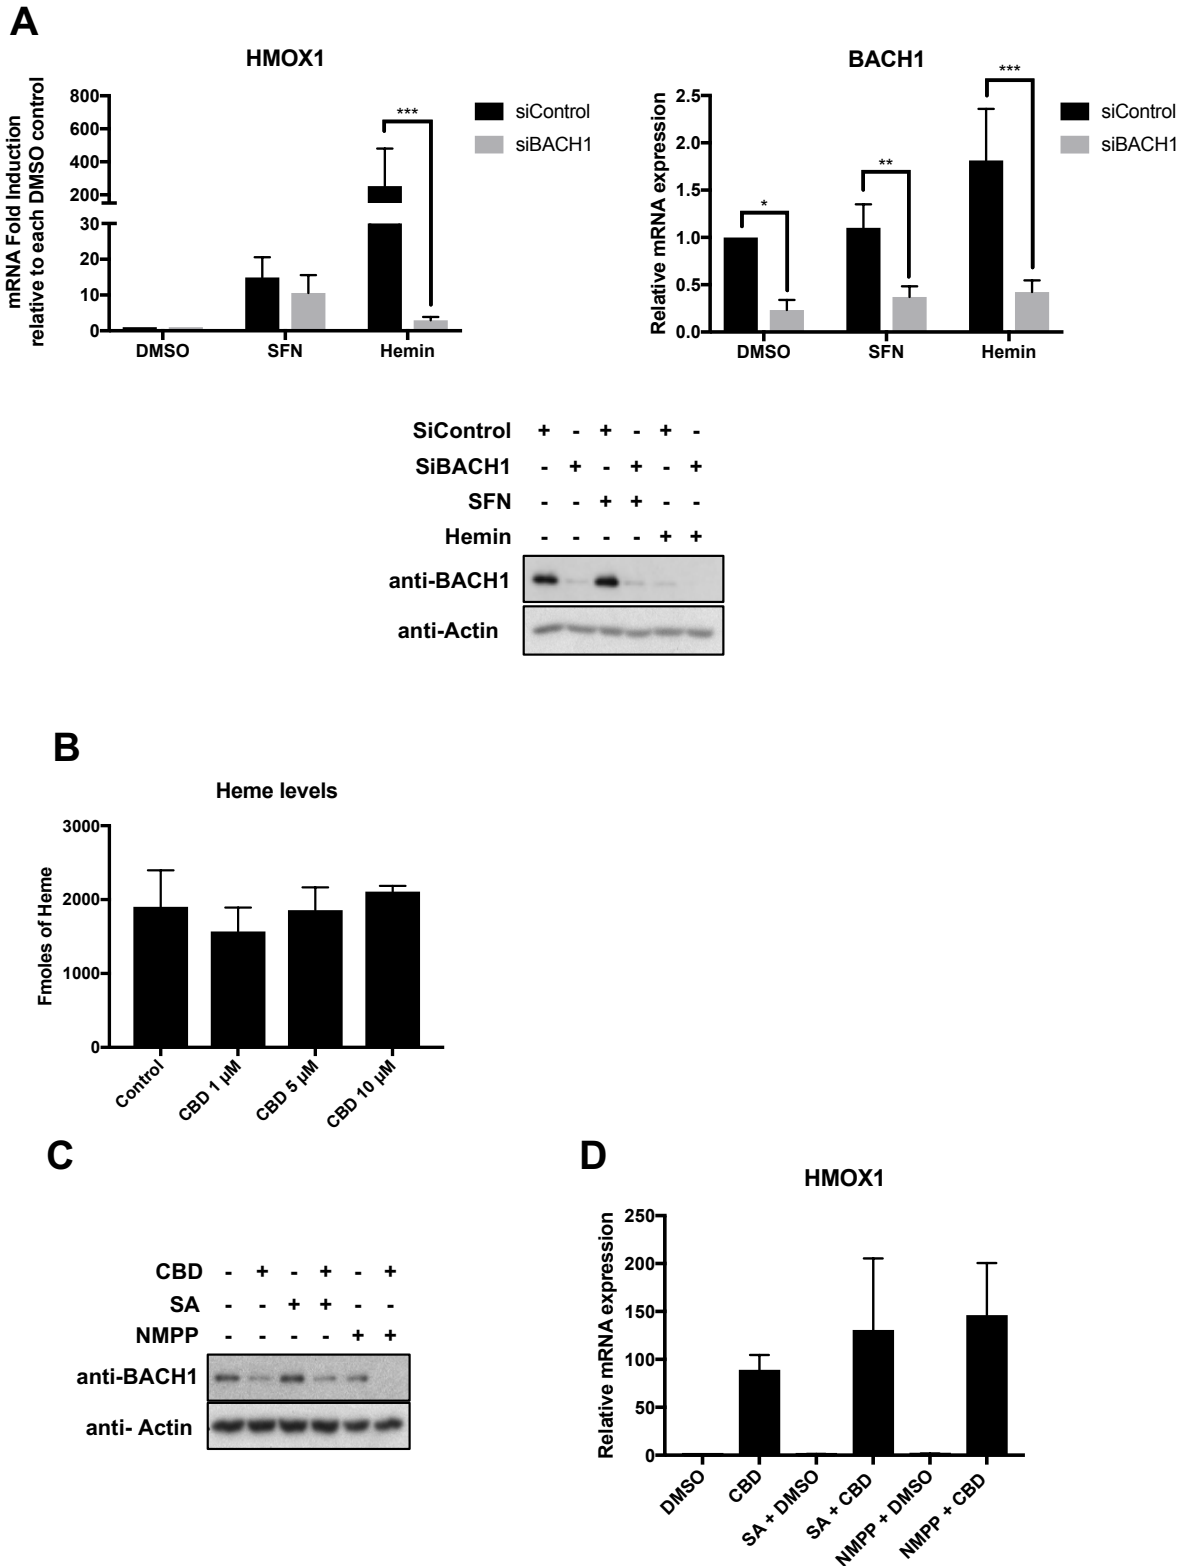 A
HMOX1
mRNA Fold Induction
relative to each DMSO control
800
600
400
200
30
20
10
0
DMSO SFN Hemin
***
siControl
siBACH1
BACH1
Relative mRNA expression
2.5
2.0
1.5
1.0
0.5
0.0
DMSO SFN Hemin
*
**
***
siControl
siBACH1
SiControl + - + - + -
SiBACH1 - + - + - +
SFN - - + + - -
Hemin - - - - + +
anti-BACH1
anti-Actin
B
Heme levels
Fmoles of Heme
3000
2000
1000
0
Control
CBD 1 µM
CBD 5 µM
CBD 10 µM
C
CBD - + - + - +
SA - - + + - -
NMPP - - - - + +
anti-BACH1
anti- Actin
D
HMOX1
Relative mRNA expression
250
200
150
100
50
0
DMSO
CBD
SA + DMSO
SA + CBD
NMPP + DMSO
NMPP + CBD